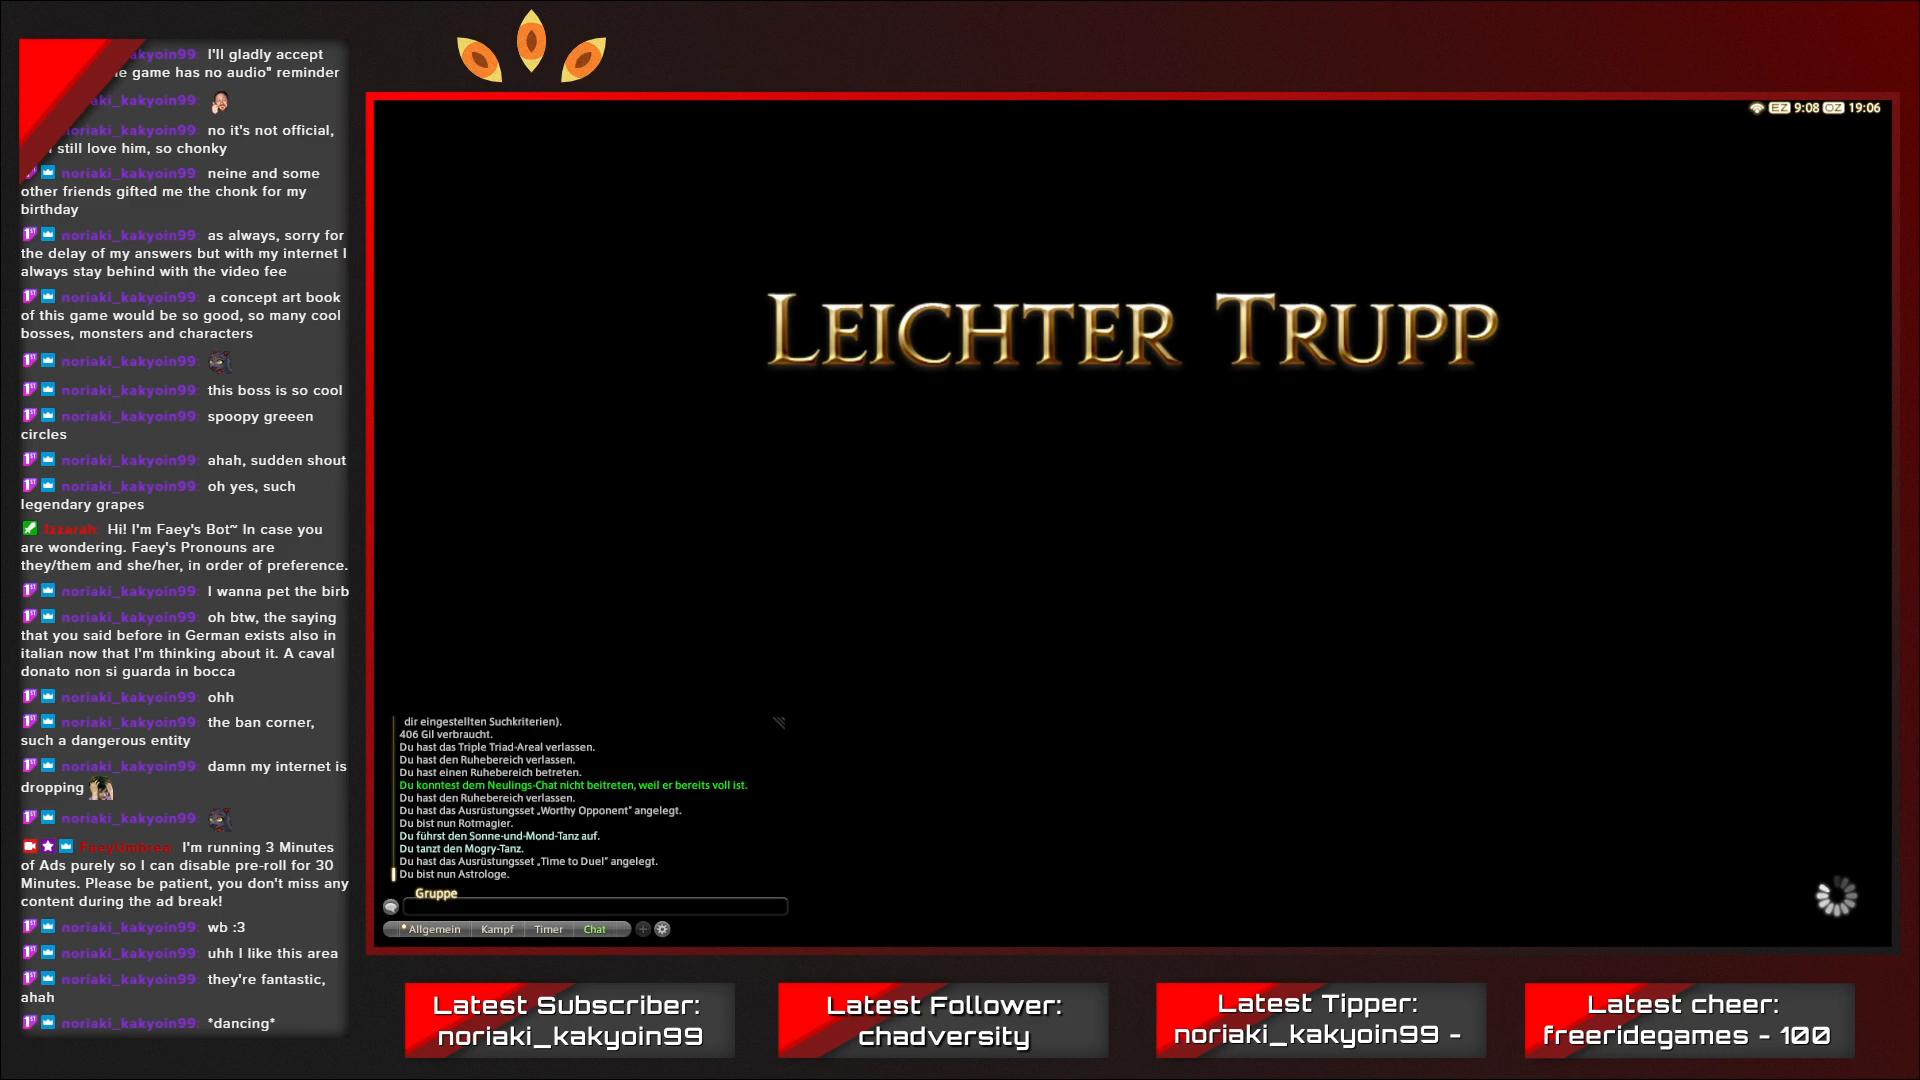 akyoin99: I'll gladly accept
e game has no audio" reminder
aki_kakyoin99:
oriaki_kakyoin99: no it's not official,
still love him, so chonky
noriaki_kakyoin99: neine and some
other friends gifted me the chonk for my
birthday
noriaki_kakyoin99: as always, sorry for
the delay of my answers but with my internet I
always stay behind with the video fee
noriaki_kakyoin99: a concept art book
of this game would be so good, so many cool
bosses, monsters and characters
noriaki_kakyoin99:
noriaki_kakyoin99: this boss is so cool
noriaki_kakyoin99: spoopy greeen
circles
noriaki_kakyoin99: ahah, sudden shout
noriaki_kakyoin99: oh yes, such
legendary grapes
Izzarah: Hi! I'm Faey's Bot~ In case you
are wondering. Faey's Pronouns are
they/them and she/her, in order of preference.
noriaki_kakyoin99: I wanna pet the birb
noriaki_kakyoin99: oh btw, the saying
that you said before in German exists also in
italian now that I'm thinking about it. A caval
donato non si guarda in bocca
noriaki_kakyoin99: ohh
noriaki_kakyoin99: the ban corner,
such a dangerous entity
noriaki_kakyoin99: damn my internet is
dropping
noriaki_kakyoin99:
FaeyUmbrea: I'm running 3 Minutes
of Ads purely so I can disable pre-roll for 30
Minutes. Please be patient, you don't miss any
content during the ad break!
noriaki_kakyoin99: wb :3
noriaki_kakyoin99: uhh I like this area
noriaki_kakyoin99: they're fantastic,
ahah
noriaki_kakyoin99: *dancing*
EZ 9:08 OZ 19:06
LEICHTER TRUPP
dir eingestellten Suchkriterien).
406 Gil verbraucht.
Du hast das Triple Triad-Areal verlassen.
Du hast den Ruhebereich verlassen.
Du hast einen Ruhebereich betreten.
Du konntest dem Neulings-Chat nicht beitreten, weil er bereits voll ist.
Du hast den Ruhebereich verlassen.
Du hast das Ausrüstungsset „Worthy Opponent“ angelegt.
Du bist nun Rotmagier.
Du führst den Sonne-und-Mond-Tanz auf.
Du tanzt den Mogry-Tanz.
Du hast das Ausrüstungsset „Time to Duel“ angelegt.
Du bist nun Astrologe.
Gruppe
Allgemein Kampf Timer Chat
Latest Subscriber:
noriaki_kakyoin99
Latest Follower:
chadversity
Latest Tipper:
noriaki_kakyoin99 -
Latest cheer:
freeridegames - 100